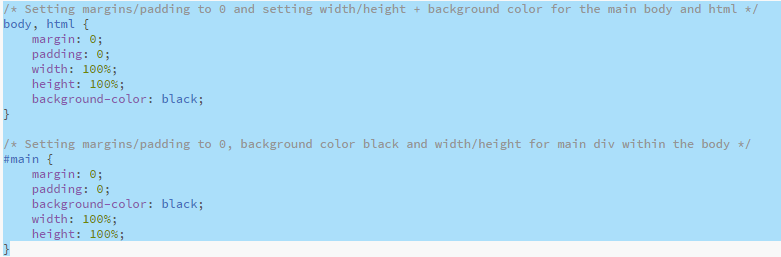 /* Setting margins/padding to 0 and setting width/height + background color for the main body and html */
body, html {
    margin: 0;
    padding: 0;
    width: 100%;
    height: 100%;
    background-color: black;
}

/* Setting margins/padding to 0, background color black and width/height for main div within the body */
#main {
    margin: 0;
    padding: 0;
    background-color: black;
    width: 100%;
    height: 100%;
}